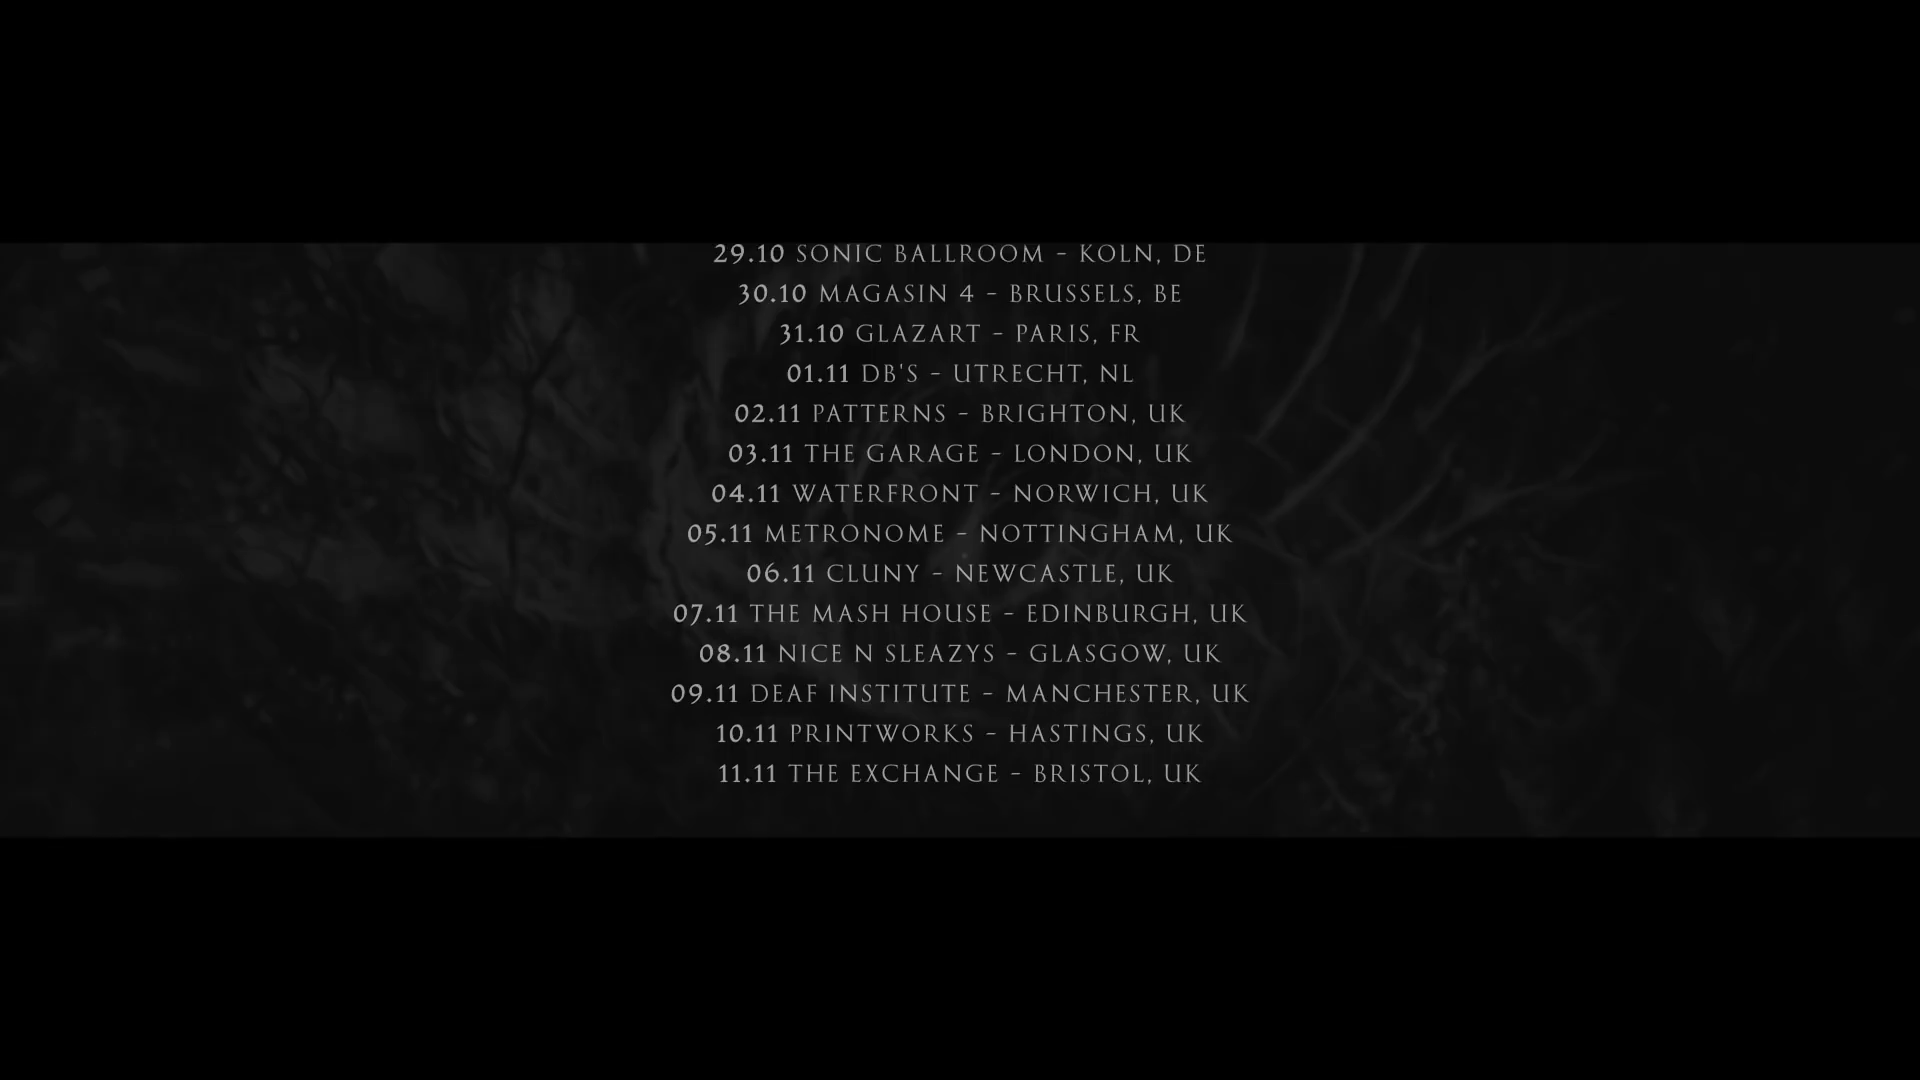 29.10 SONIC BALLROOM - KOLN, DE
30.10 MAGASIN 4 - BRUSSELS, BE
31.10 GLAZART - PARIS, FR
01.11 DB'S - UTRECHT, NL
02.11 PATTERNS - BRIGHTON, UK
03.11 THE GARAGE - LONDON, UK
04.11 WATERFRONT - NORWICH, UK
05.11 METRONOME - NOTTINGHAM, UK
06.11 CLUNY - NEWCASTLE, UK
07.11 THE MASH HOUSE - EDINBURGH, UK
08.11 NICE N SLEAZYS - GLASGOW, UK
09.11 DEAF INSTITUTE - MANCHESTER, UK
10.11 PRINTWORKS - HASTINGS, UK
11.11 THE EXCHANGE - BRISTOL, UK